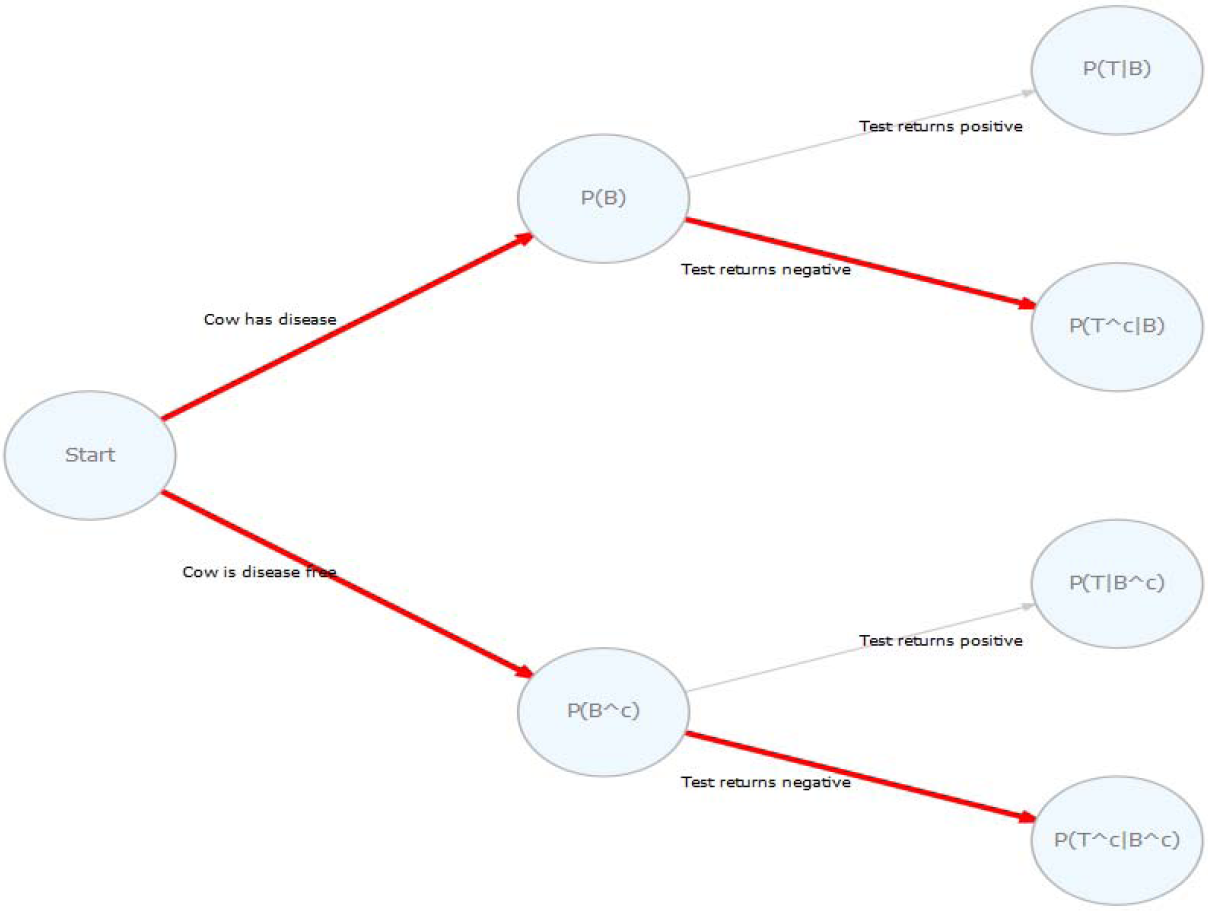 P(T|B)
Test returns positive
P(B)
Test returns negative
P(T^c|B)
Cow has disease
Start
Cow is disease free
P(T|B^c)
Test returns positive
P(B^c)
Test returns negative
P(T^c|B^c)